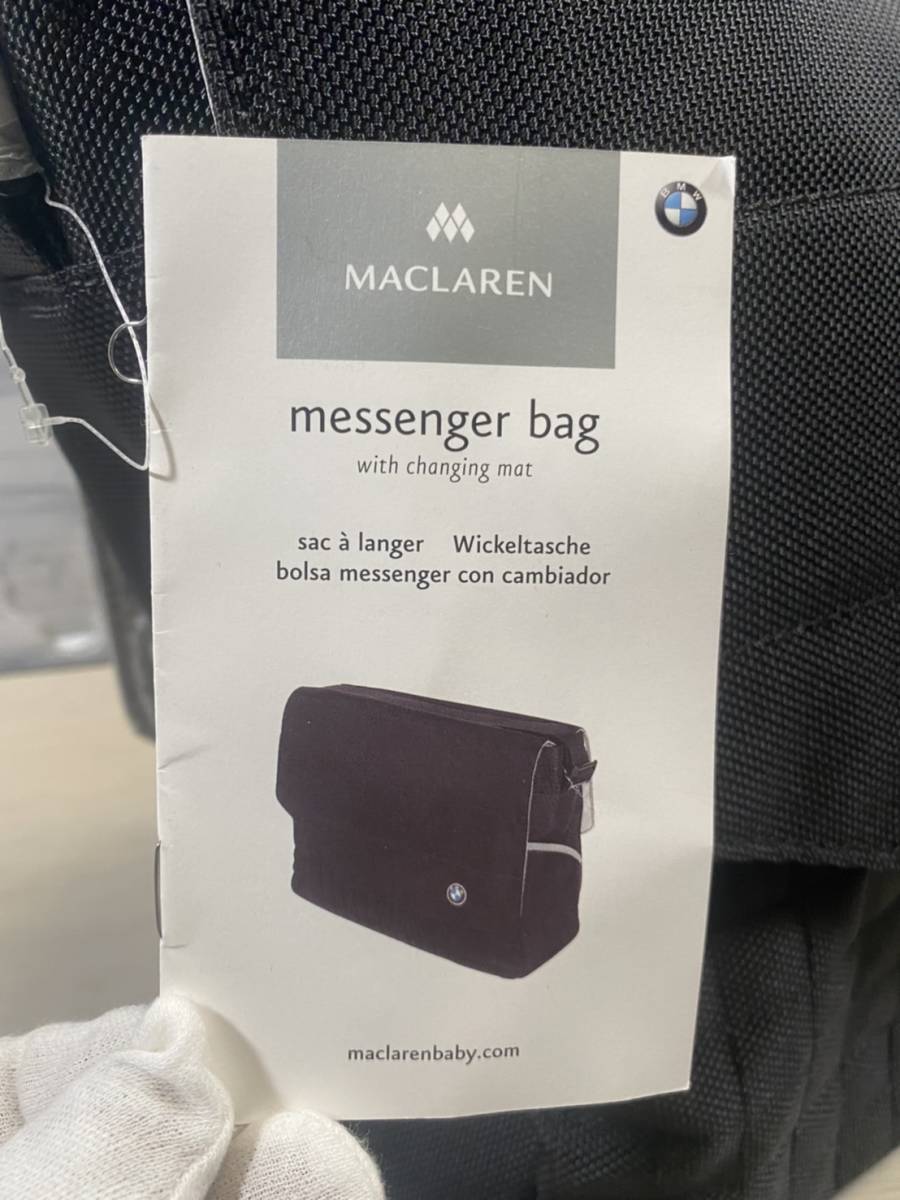 BMW
MACLAREN
messenger bag
with changing mat
sac à langer Wickeltasche
bolsa messenger con cambiador
maclarenbaby.com